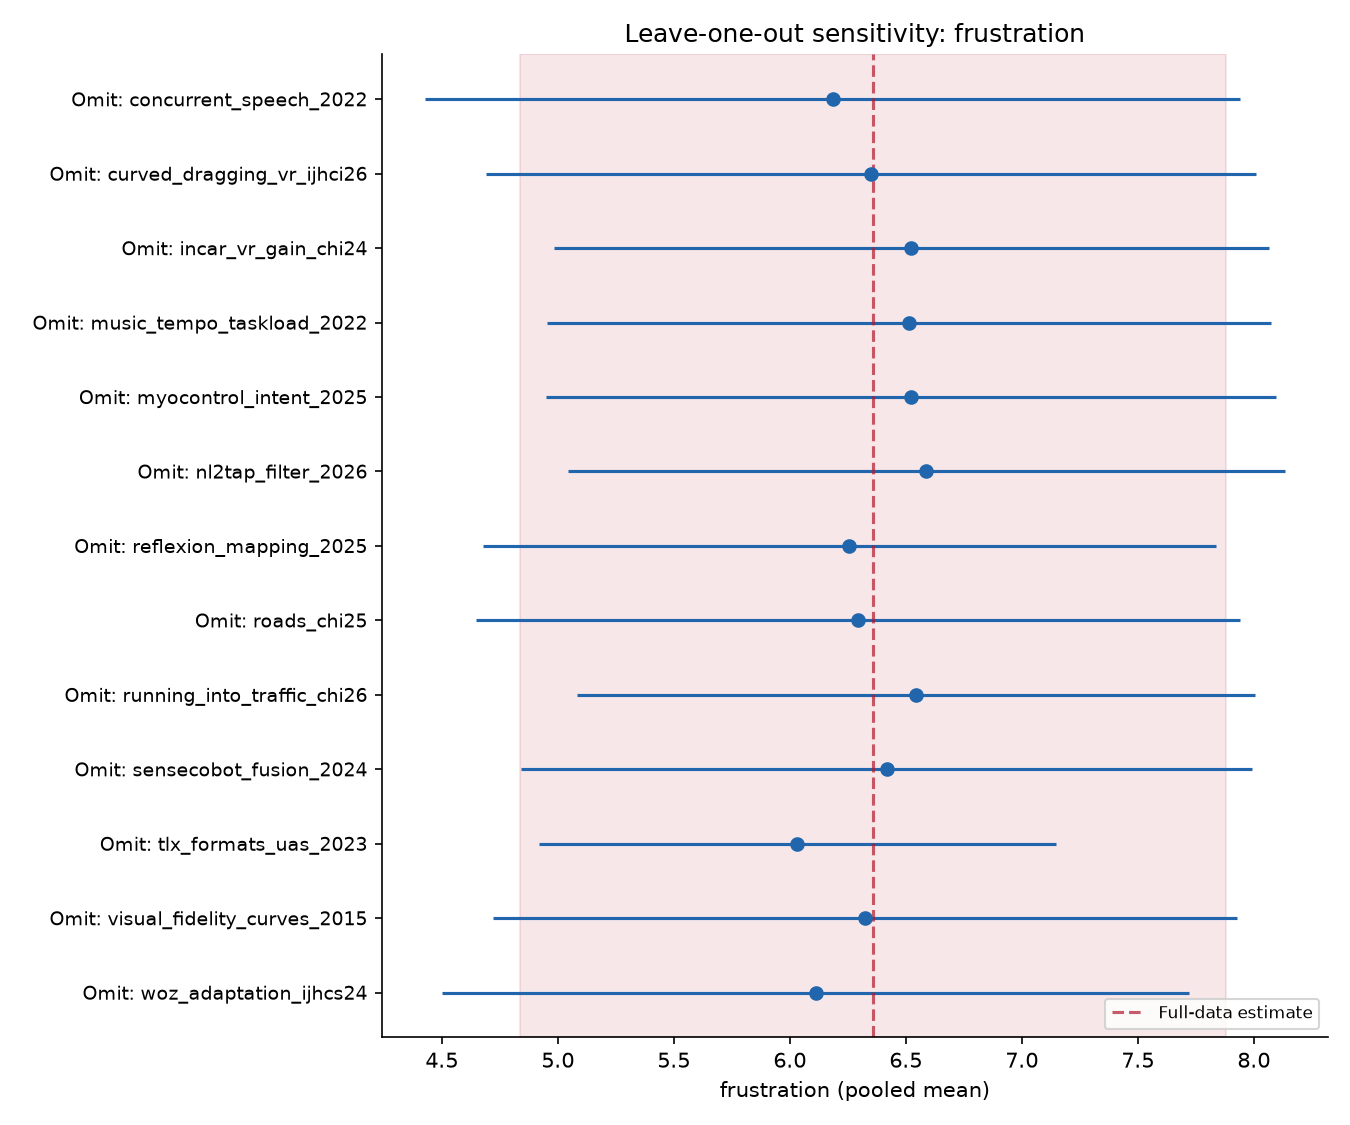 Leave-one-out sensitivity: frustration
Omit: concurrent_speech_2022
Omit: curved_dragging_vr_ijhci26
Omit: incar_vr_gain_chi24
Omit: music_tempo_taskload_2022
Omit: myocontrol_intent_2025
Omit: nl2tap_filter_2026
Omit: reflexion_mapping_2025
Omit: roads_chi25
Omit: running_into_traffic_chi26
Omit: sensecobot_fusion_2024
Omit: tlx_formats_uas_2023
Omit: visual_fidelity_curves_2015
Omit: woz_adaptation_ijhcs24
Full-data estimate
4.5 5.0 5.5 6.0 6.5 7.0 7.5 8.0
frustration (pooled mean)